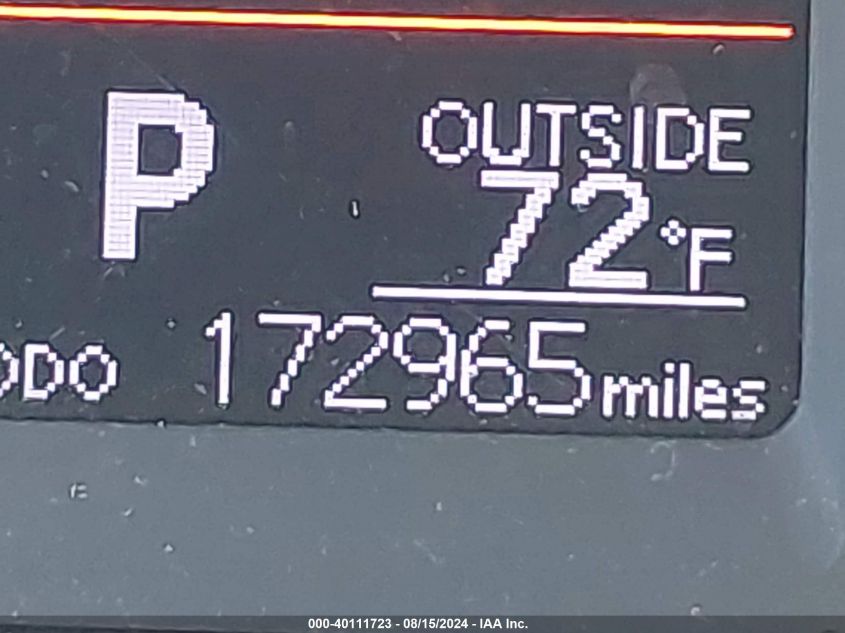 P
OUTSIDE
72°F
ODO 172965 miles
000-40111723 - 08/15/2024 - IAA Inc.